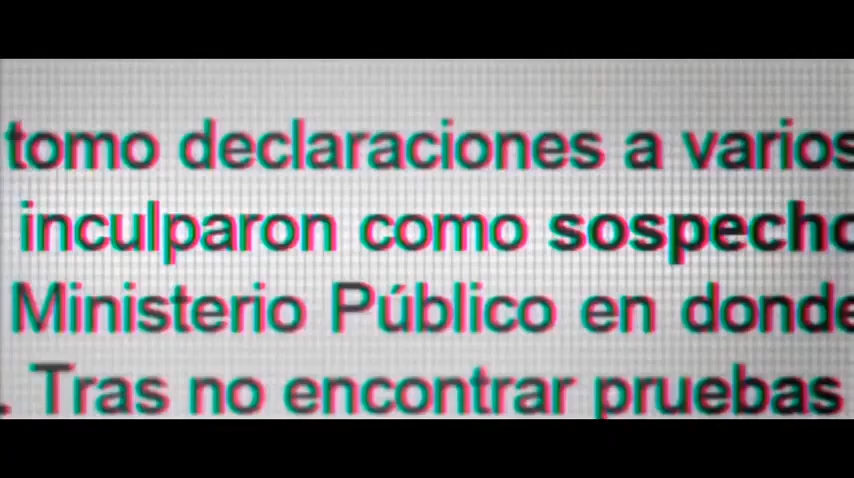 tomo declaraciones a varios
inculparon como sospecho
Ministerio Público en donde
. Tras no encontrar pruebas